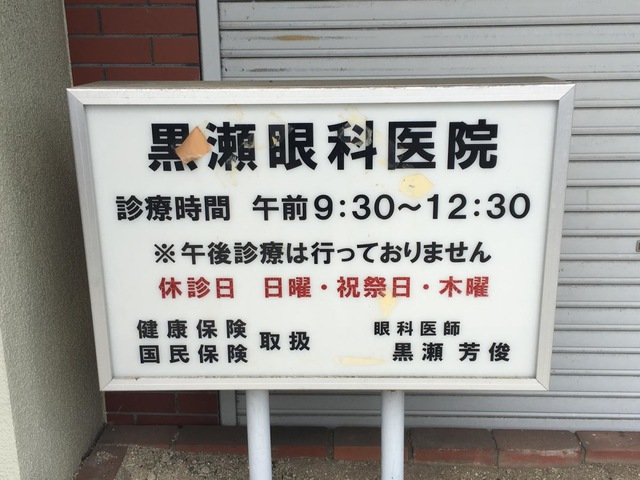 黒瀬眼科医院
診療時間 午前9:30～12:30
※午後診療は行っておりません
休診日 日曜・祝祭日・木曜
健康保険
国民保険
取扱
眼科医師
黒瀬 芳俊